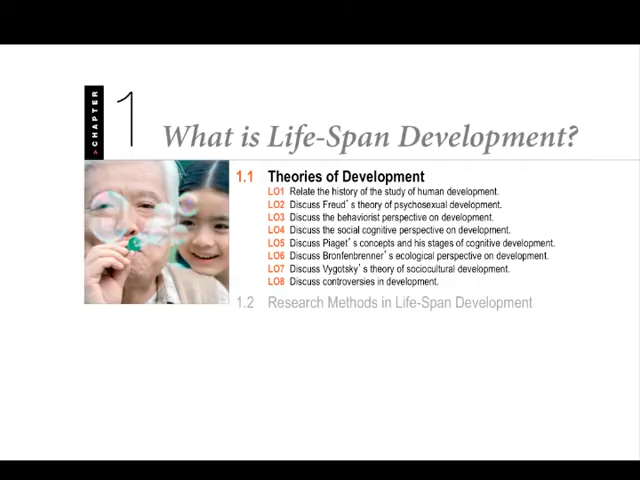 > CHAPTER
1
What is Life-Span Development?
1.1 Theories of Development
LO1 Relate the history of the study of human development.
LO2 Discuss Freud's theory of psychosexual development.
LO3 Discuss the behaviorist perspective on development.
LO4 Discuss the social cognitive perspective on development.
LO5 Discuss Piaget's concepts and his stages of cognitive development.
LO6 Discuss Bronfenbrenner's ecological perspective on development.
LO7 Discuss Vygotsky's theory of sociocultural development.
LO8 Discuss controversies in development.
1.2 Research Methods in Life-Span Development